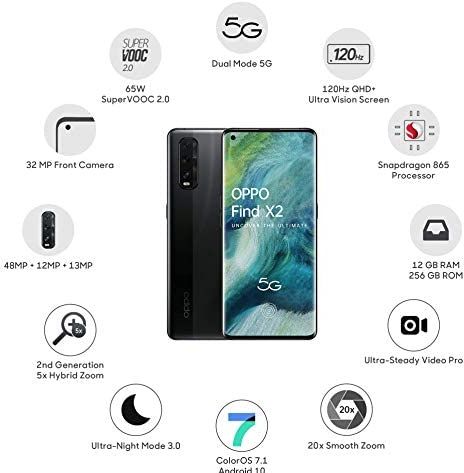 SUPER
VOOC
2.0
65W
SuperVOOC 2.0
5G
Dual Mode 5G
120Hz
120Hz QHD+
Ultra Vision Screen
32 MP Front Camera
Snapdragon 865
Processor
48MP + 12MP + 13MP
12 GB RAM
256 GB ROM
OPPO
Find X2
UNCOVER THE ULTIMATE
5G
oppo
5x
2nd Generation
5x Hybrid Zoom
Ultra-Steady Video Pro
Ultra-Night Mode 3.0
7
ColorOS 7.1
Android 10
20x
20x Smooth Zoom